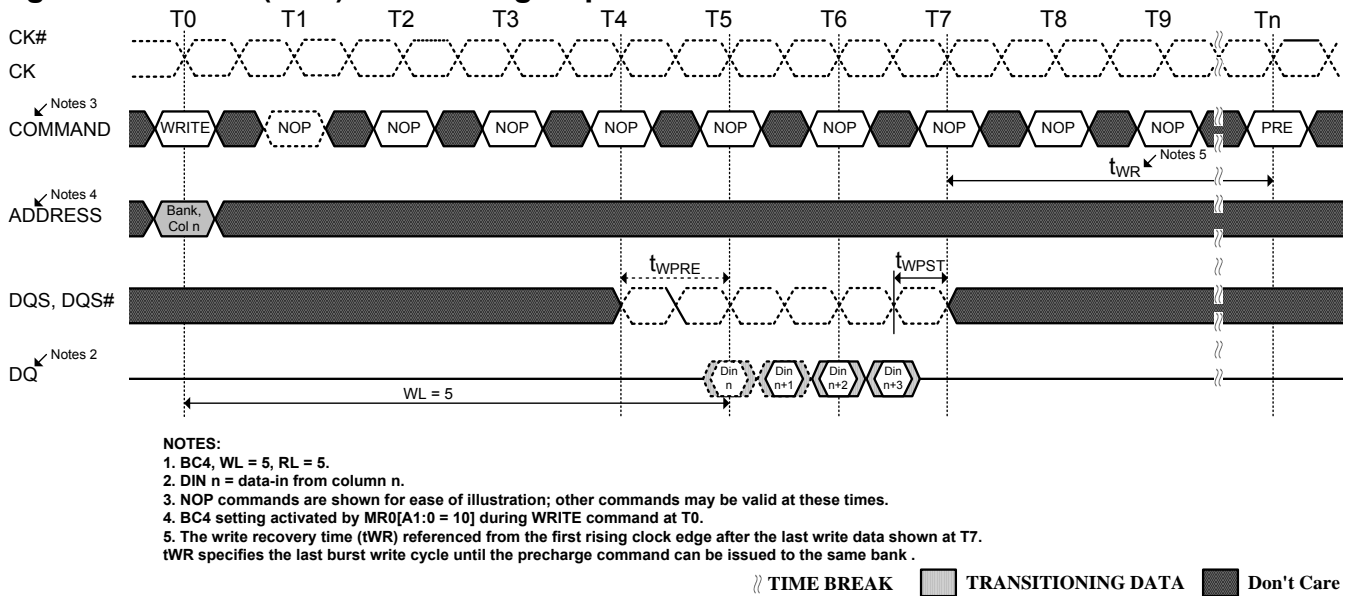 T0 T1 T2 T3 T4 T5 T6 T7 T8 T9 Tn
CK#
CK
Notes 3
COMMAND WRITE NOP NOP NOP NOP NOP NOP NOP NOP NOP PRE
tWR Notes 5
Notes 4
ADDRESS Bank,
Col n
tWPRE tWPST
DQS, DQS#
Notes 2
DQ Din Din Din Din
n n+1 n+2 n+3
WL = 5
NOTES:
1. BC4, WL = 5, RL = 5.
2. DIN n = data-in from column n.
3. NOP commands are shown for ease of illustration; other commands may be valid at these times.
4. BC4 setting activated by MR0[A1:0 = 10] during WRITE command at T0.
5. The write recovery time (tWR) referenced from the first rising clock edge after the last write data shown at T7.
tWR specifies the last burst write cycle until the precharge command can be issued to the same bank .
TIME BREAK TRANSITIONING DATA Don't Care